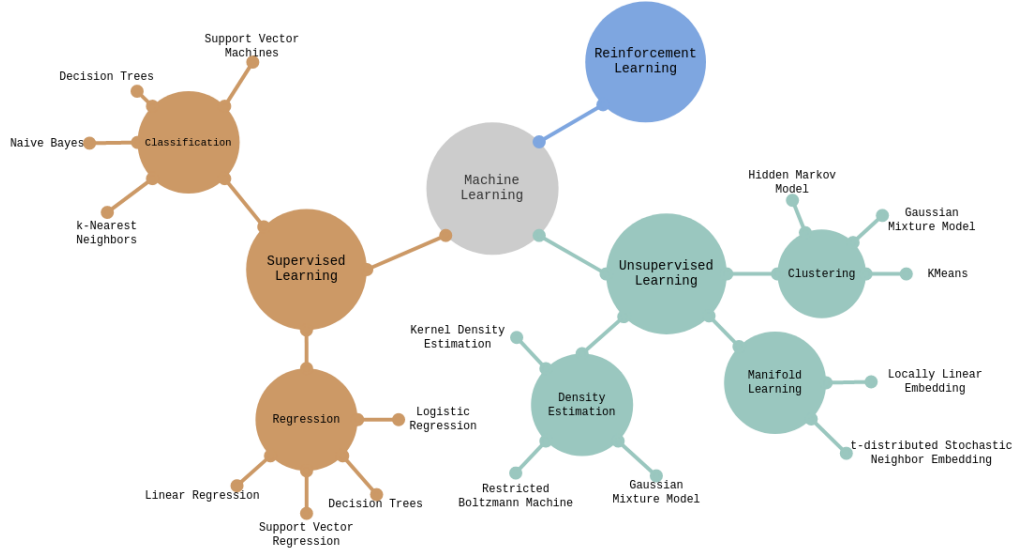 Support Vector
Machines
Decision Trees
Naive Bayes
Classification
k-Nearest
Neighbors
Reinforcement
Learning
Machine
Learning
Supervised
Learning
Unsupervised
Learning
Hidden Markov
Model
Gaussian
Mixture Model
Clustering
KMeans
Kernel Density
Estimation
Density
Estimation
Manifold
Learning
Locally Linear
Embedding
t-distributed Stochastic
Neighbor Embedding
Restricted
Boltzmann Machine
Gaussian
Mixture Model
Regression
Logistic
Regression
Linear Regression
Support Vector
Regression
Decision Trees